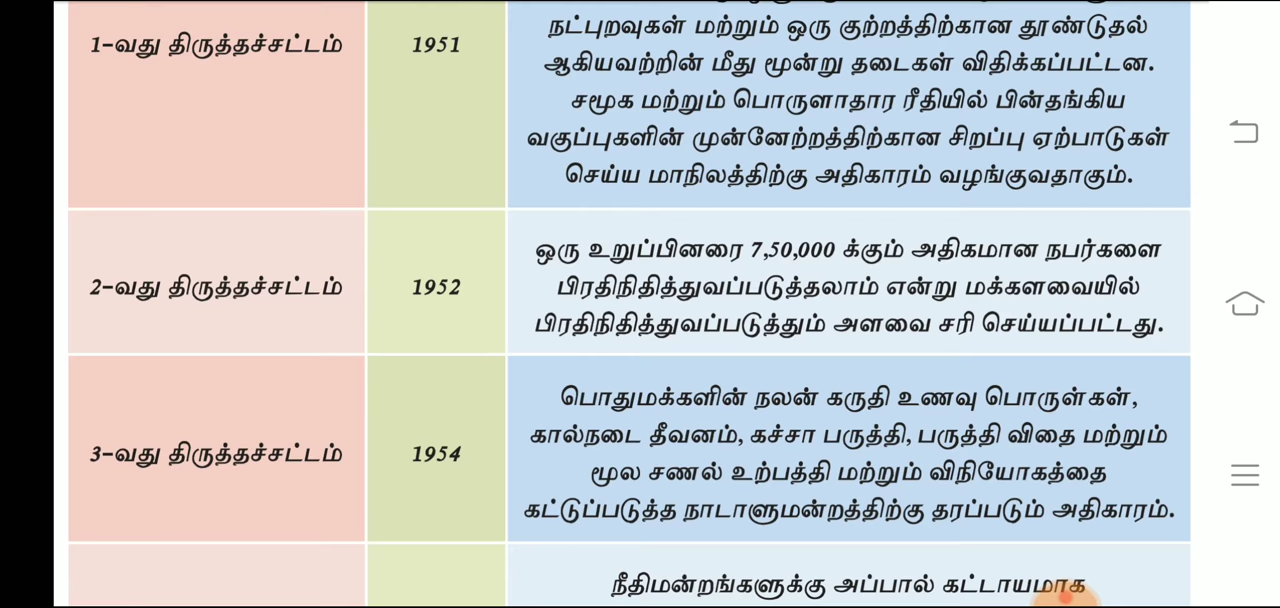 1-வது திருத்தச்சட்டம்
1951
நட்புறவுகள் மற்றும் ஒரு குற்றத்திற்கான தூண்டுதல்
ஆகியவற்றின் மீது மூன்று தடைகள் விதிக்கப்பட்டன.
சமூக மற்றும் பொருளாதார ரீதியில் பின்தங்கிய
வகுப்புகளின் முன்னேற்றத்திற்கான சிறப்பு ஏற்பாடுகள்
செய்ய மாநிலத்திற்கு அதிகாரம் வழங்குவதாகும்.
2-வது திருத்தச்சட்டம்
1952
ஒரு உறுப்பினரை 7,50,000 க்கும் அதிகமான நபர்களை
பிரதிநிதித்துவப்படுத்தலாம் என்று மக்களவையில்
பிரதிநிதித்துவப்படுத்தும் அளவை சரி செய்யப்பட்டது.
3-வது திருத்தச்சட்டம்
1954
பொதுமக்களின் நலன் கருதி உணவு பொருள்கள்,
கால்நடை தீவனம், கச்சா பருத்தி, பருத்தி விதை மற்றும்
மூல சணல் உற்பத்தி மற்றும் விநியோகத்தை
கட்டுப்படுத்த நாடாளுமன்றத்திற்கு தரப்படும் அதிகாரம்.
நீதிமன்றங்களுக்கு அப்பால் கட்டாயமாக